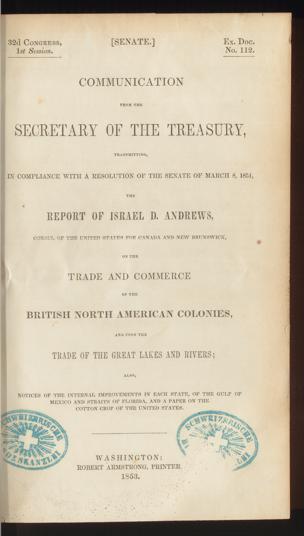 32d Congress, [SENATE.] Ex. Doc.
1st Session. No. 112.
COMMUNICATION
FROM THE
SECRETARY OF THE TREASURY,
TRANSMITTING,
IN COMPLIANCE WITH A RESOLUTION OF THE SENATE OF MARCH 8, 1851,
THE
REPORT OF ISRAEL D. ANDREWS,
CONSUL OF THE UNITED STATES FOR CANADA AND NEW BRUNSWICK,
ON THE
TRADE AND COMMERCE
OF THE
BRITISH NORTH AMERICAN COLONIES,
AND UPON THE
TRADE OF THE GREAT LAKES AND RIVERS;
ALSO,
NOTICES OF THE INTERNAL IMPROVEMENTS IN EACH STATE, OF THE GULF OF
MEXICO AND STRAITS OF FLORIDA, AND A PAPER ON THE
COTTON CROP OF THE UNITED STATES.
SCHWEIZERISCHE
SCHWEIZERISCHE
WASHINGTON:
ROBERT ARMSTRONG, PRINTER.
1853.